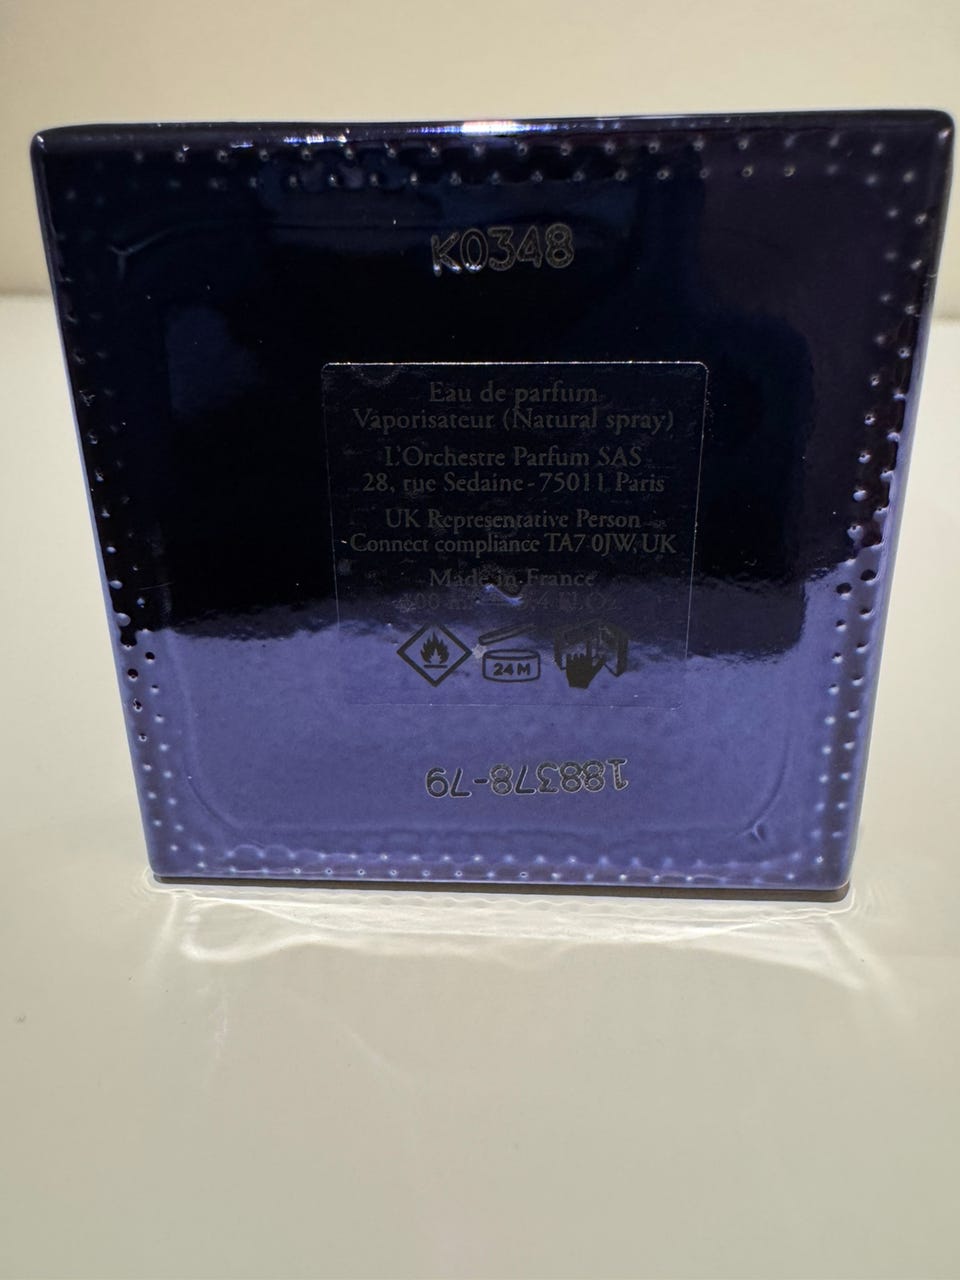 K0348
Eau de parfum
Vaporisateur (Natural spray)
L'Orchestre Parfum SAS
28, rue Sedaine - 75011 Paris
UK Representative Person
Connect compliance TA7 0JW, UK
Made in France
24 M
188378-79